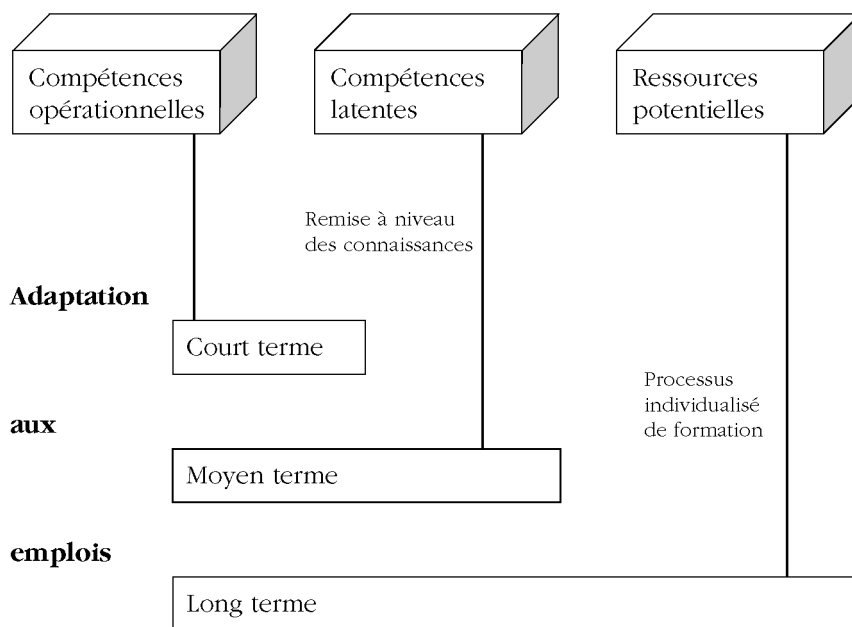 Compétences
opérationnelles
Compétences
latentes
Ressources
potentielles
Remise à niveau
des connaissances
Adaptation
Court terme
Processus
individualisé
de formation
aux
Moyen terme
emplois
Long terme